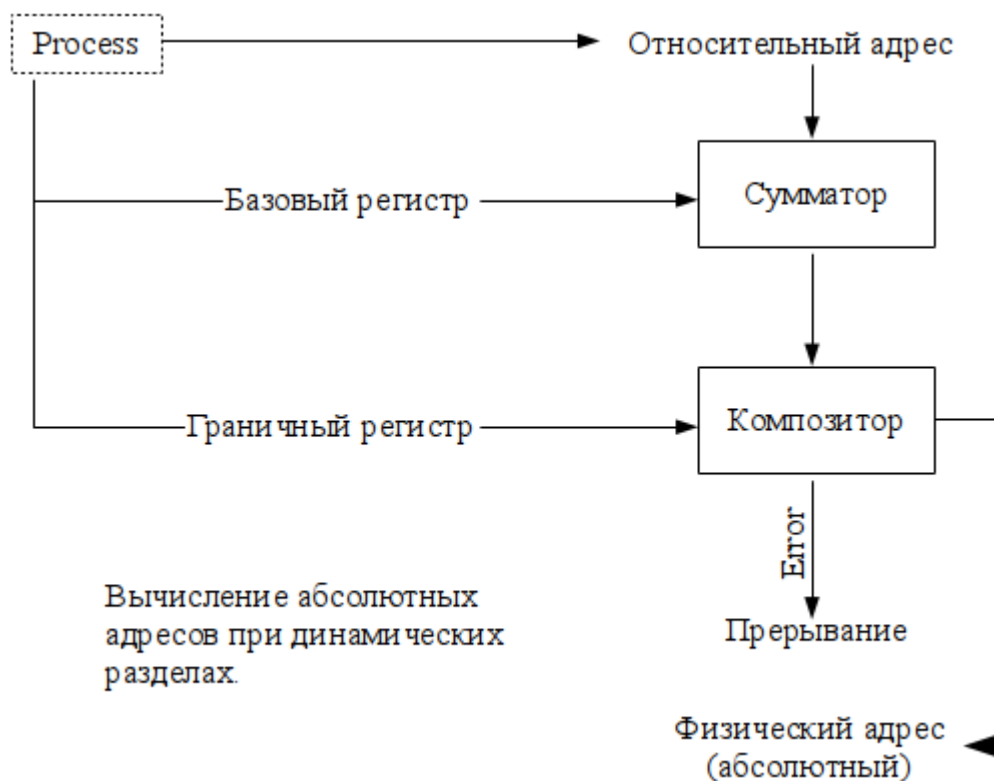 Process
Относительный адрес
Базовый регистр
Сумматор
Граничный регистр
Композитор
Error
Вычисление абсолютных
адресов при динамических
разделах.
Прерывание
Физический адрес
(абсолютный)